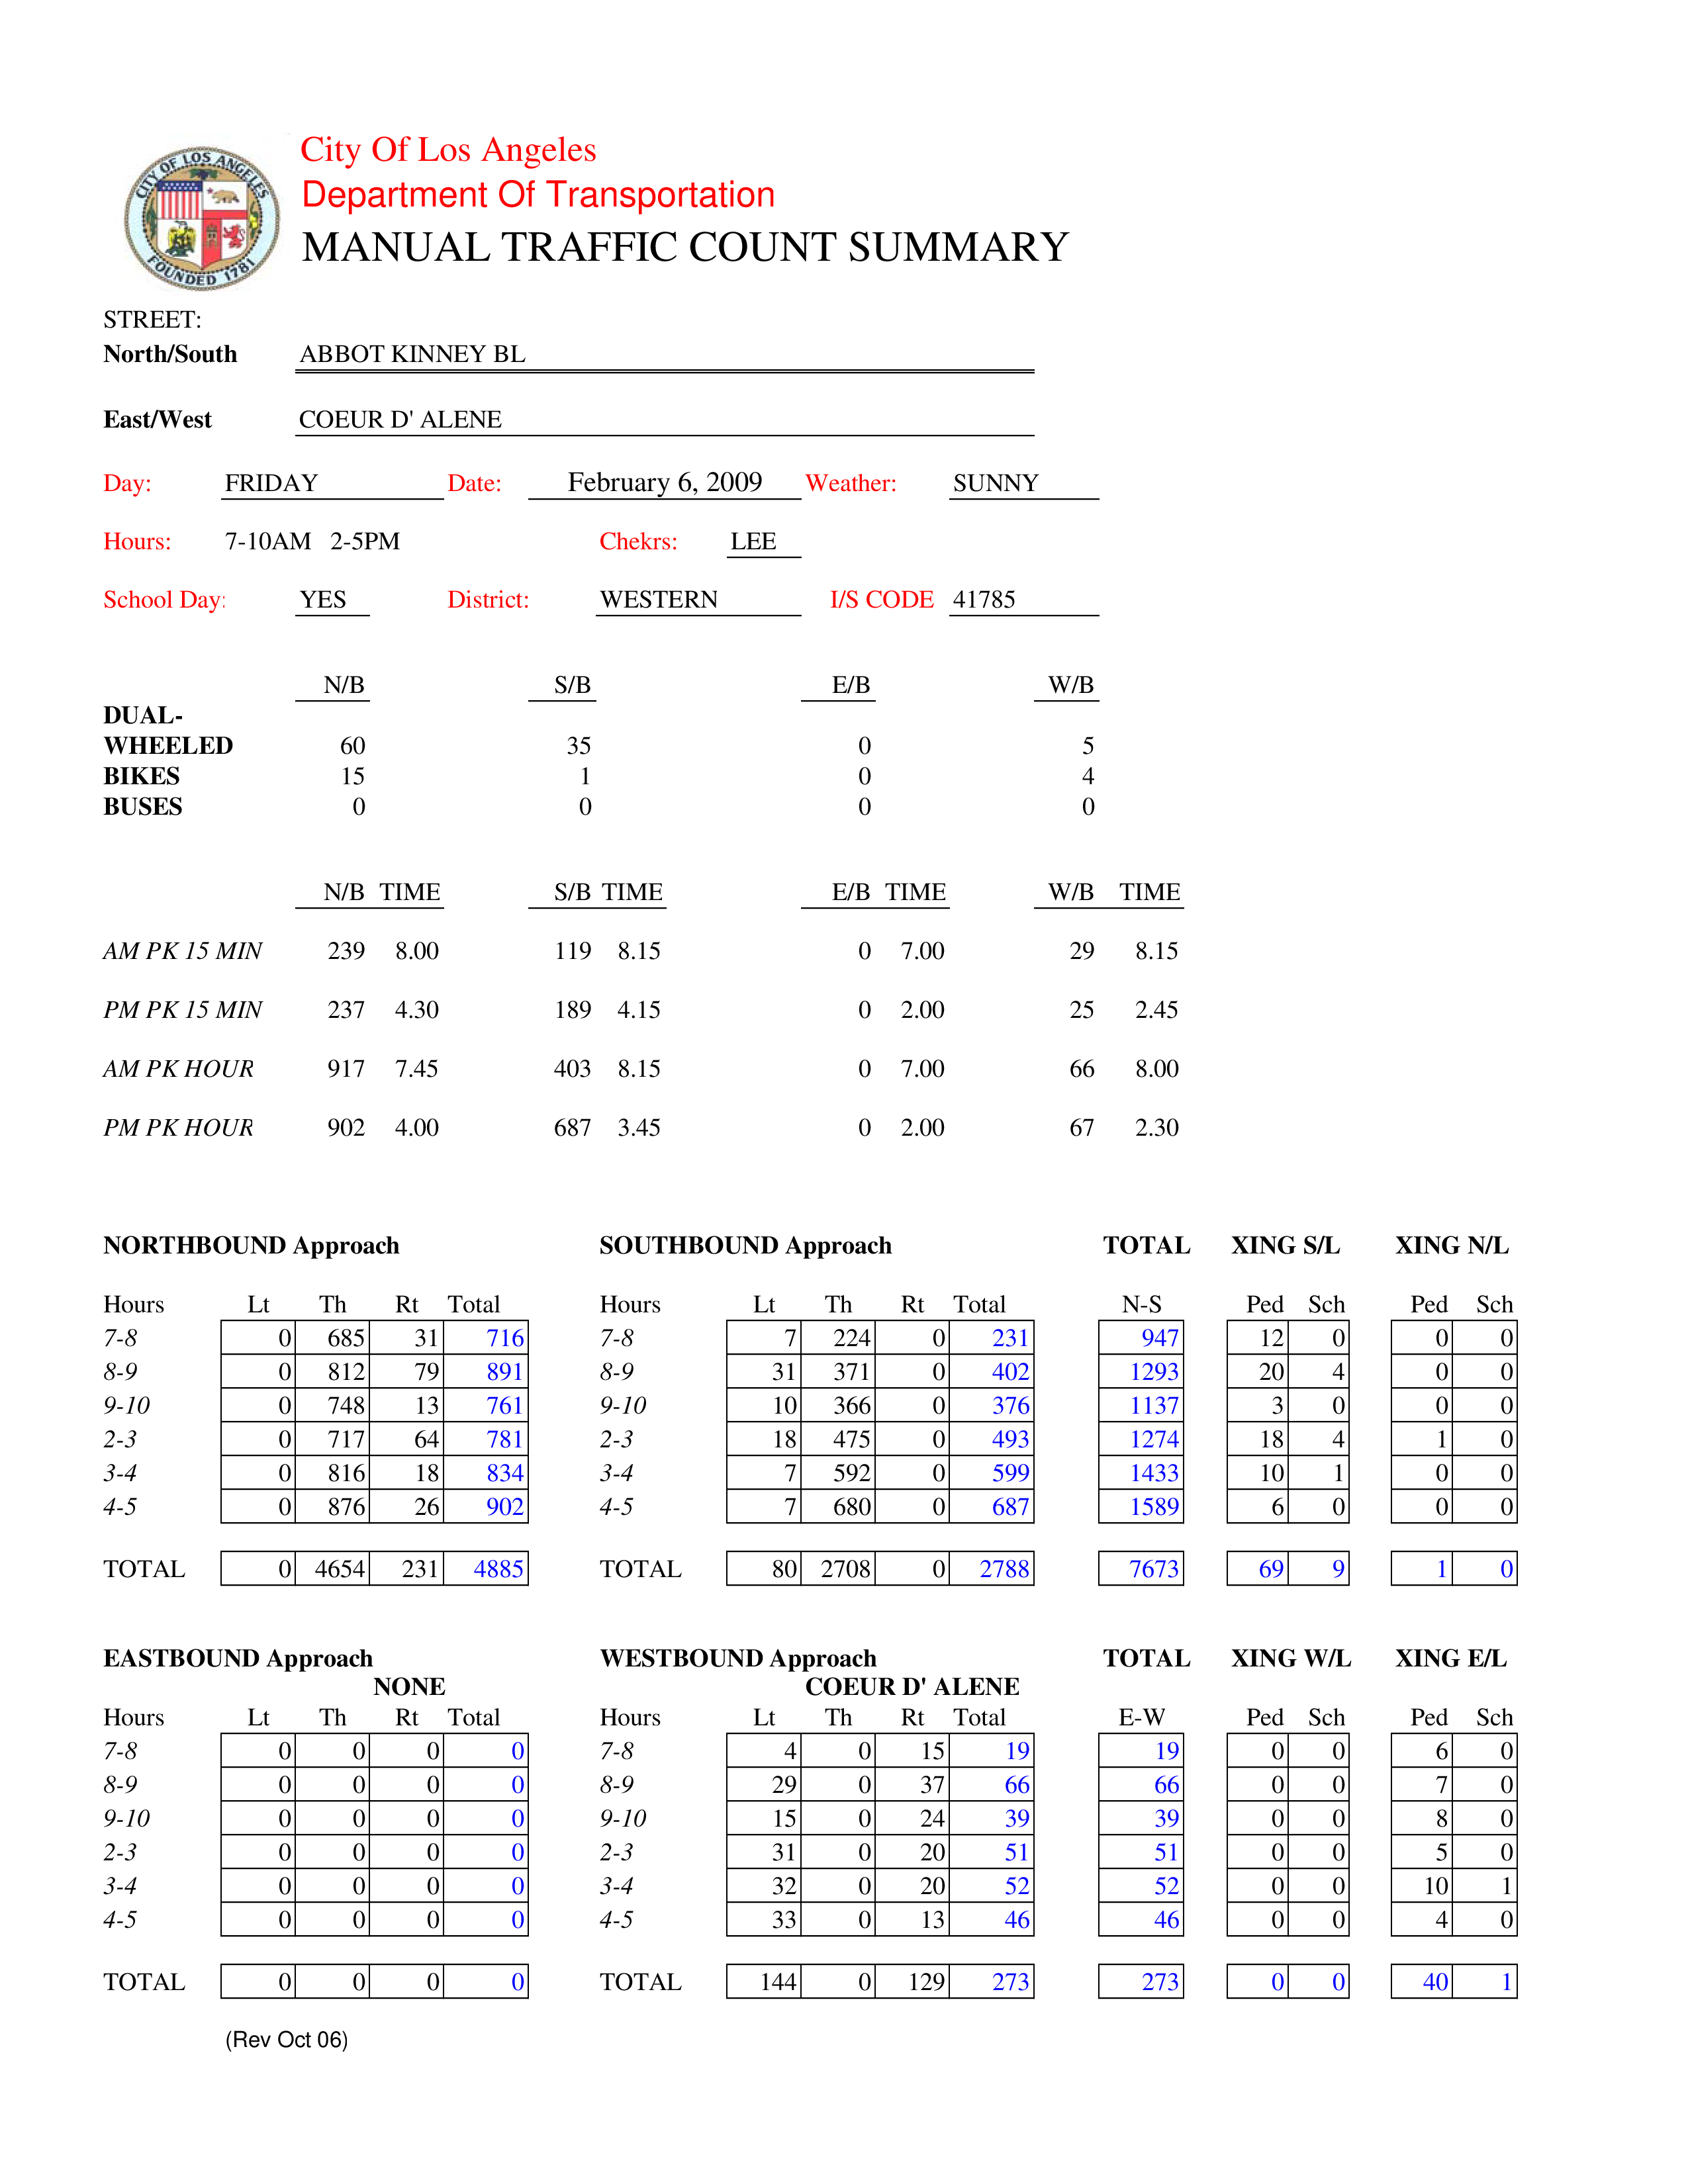 CITY OF LOS ANGELES
FOUNDED 1781
City Of Los Angeles
Department Of Transportation
MANUAL TRAFFIC COUNT SUMMARY
STREET:
North/South ABBOT KINNEY BL
East/West COEUR D' ALENE
Day: FRIDAY Date: February 6, 2009 Weather: SUNNY
Hours: 7-10AM 2-5PM Chekrs: LEE
School Day: YES District: WESTERN I/S CODE 41785
N/B S/B E/B W/B
DUAL-
WHEELED 60 35 0 5
BIKES 15 1 0 4
BUSES 0 0 0 0
N/B TIME S/B TIME E/B TIME W/B TIME
AM PK 15 MIN 239 8.00 119 8.15 0 7.00 29 8.15
PM PK 15 MIN 237 4.30 189 4.15 0 2.00 25 2.45
AM PK HOUR 917 7.45 403 8.15 0 7.00 66 8.00
PM PK HOUR 902 4.00 687 3.45 0 2.00 67 2.30
NORTHBOUND Approach SOUTHBOUND Approach TOTAL XING S/L XING N/L
Hours Lt Th Rt Total Hours Lt Th Rt Total N-S Ped Sch Ped Sch
7-8 0 685 31 716 7-8 7 224 0 231 947 12 0 0 0
8-9 0 812 79 891 8-9 31 371 0 402 1293 20 4 0 0
9-10 0 748 13 761 9-10 10 366 0 376 1137 3 0 0 0
2-3 0 717 64 781 2-3 18 475 0 493 1274 18 4 1 0
3-4 0 816 18 834 3-4 7 592 0 599 1433 10 1 0 0
4-5 0 876 26 902 4-5 7 680 0 687 1589 6 0 0 0
TOTAL 0 4654 231 4885 TOTAL 80 2708 0 2788 7673 69 9 1 0
EASTBOUND Approach WESTBOUND Approach TOTAL XING W/L XING E/L
NONE COEUR D' ALENE
Hours Lt Th Rt Total Hours Lt Th Rt Total E-W Ped Sch Ped Sch
7-8 0 0 0 0 7-8 4 0 15 19 19 0 0 6 0
8-9 0 0 0 0 8-9 29 0 37 66 66 0 0 7 0
9-10 0 0 0 0 9-10 15 0 24 39 39 0 0 8 0
2-3 0 0 0 0 2-3 31 0 20 51 51 0 0 5 0
3-4 0 0 0 0 3-4 32 0 20 52 52 0 0 10 1
4-5 0 0 0 0 4-5 33 0 13 46 46 0 0 4 0
TOTAL 0 0 0 0 TOTAL 144 0 129 273 273 0 0 40 1
(Rev Oct 06)